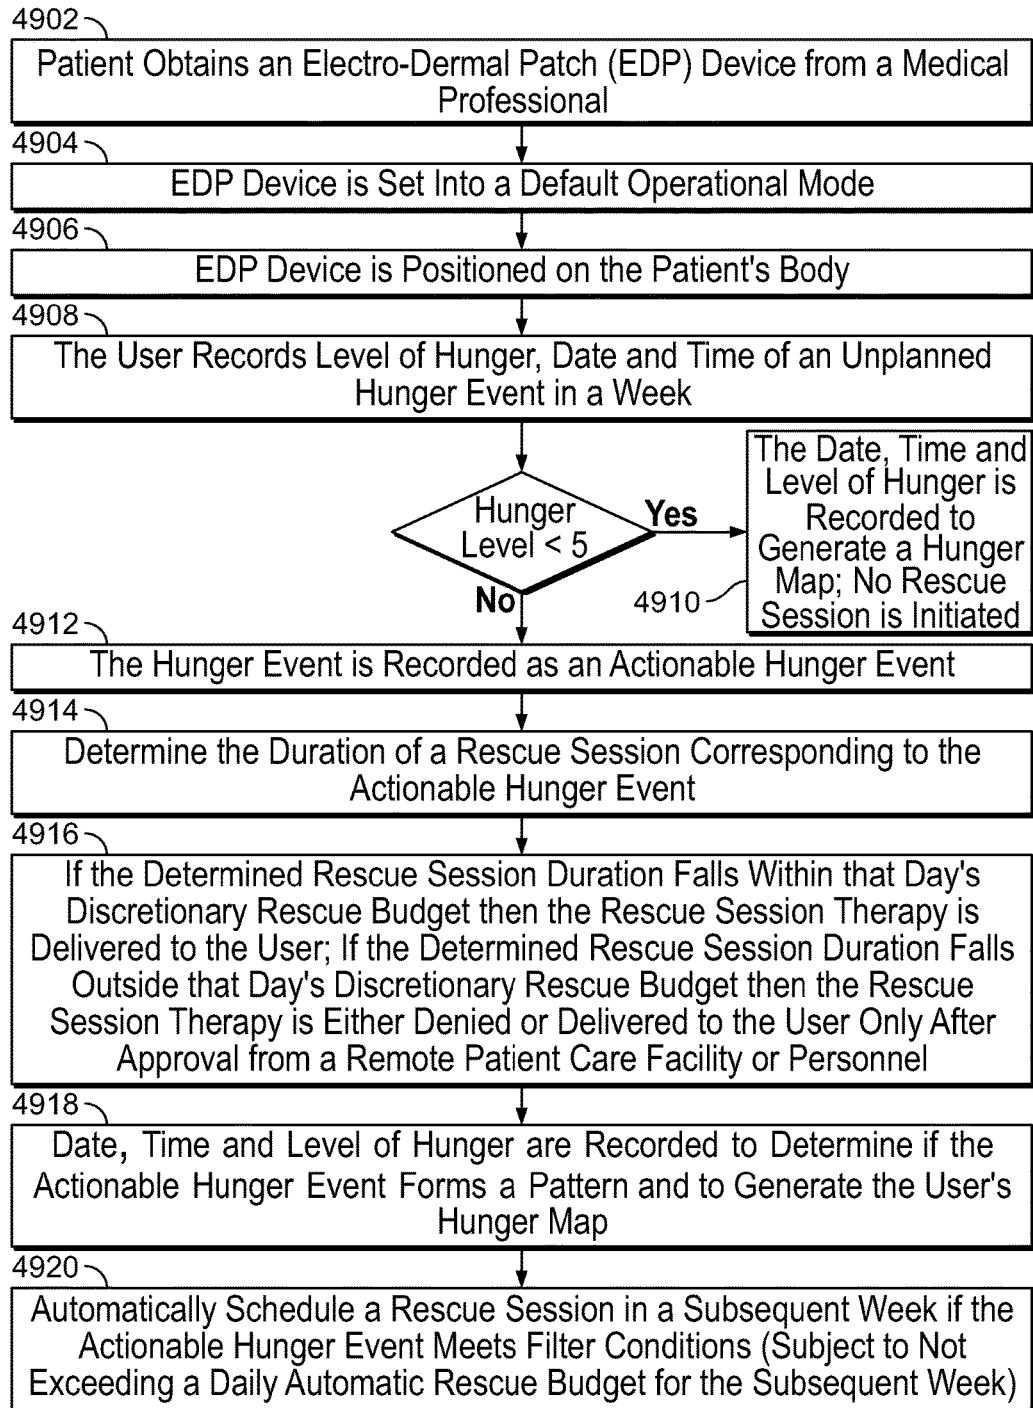 4902
Patient Obtains an Electro-Dermal Patch (EDP) Device from a Medical
Professional
4904
EDP Device is Set Into a Default Operational Mode
4906
EDP Device is Positioned on the Patient's Body
4908
The User Records Level of Hunger, Date and Time of an Unplanned
Hunger Event in a Week
Hunger
Level < 5
Yes
No
The Date, Time and
Level of Hunger is
Recorded to
Generate a Hunger
Map; No Rescue
Session is Initiated
4910
4912
The Hunger Event is Recorded as an Actionable Hunger Event
4914
Determine the Duration of a Rescue Session Corresponding to the
Actionable Hunger Event
4916
If the Determined Rescue Session Duration Falls Within that Day's
Discretionary Rescue Budget then the Rescue Session Therapy is
Delivered to the User; If the Determined Rescue Session Duration Falls
Outside that Day's Discretionary Rescue Budget then the Rescue
Session Therapy is Either Denied or Delivered to the User Only After
Approval from a Remote Patient Care Facility or Personnel
4918
Date, Time and Level of Hunger are Recorded to Determine if the
Actionable Hunger Event Forms a Pattern and to Generate the User's
Hunger Map
4920
Automatically Schedule a Rescue Session in a Subsequent Week if the
Actionable Hunger Event Meets Filter Conditions (Subject to Not
Exceeding a Daily Automatic Rescue Budget for the Subsequent Week)